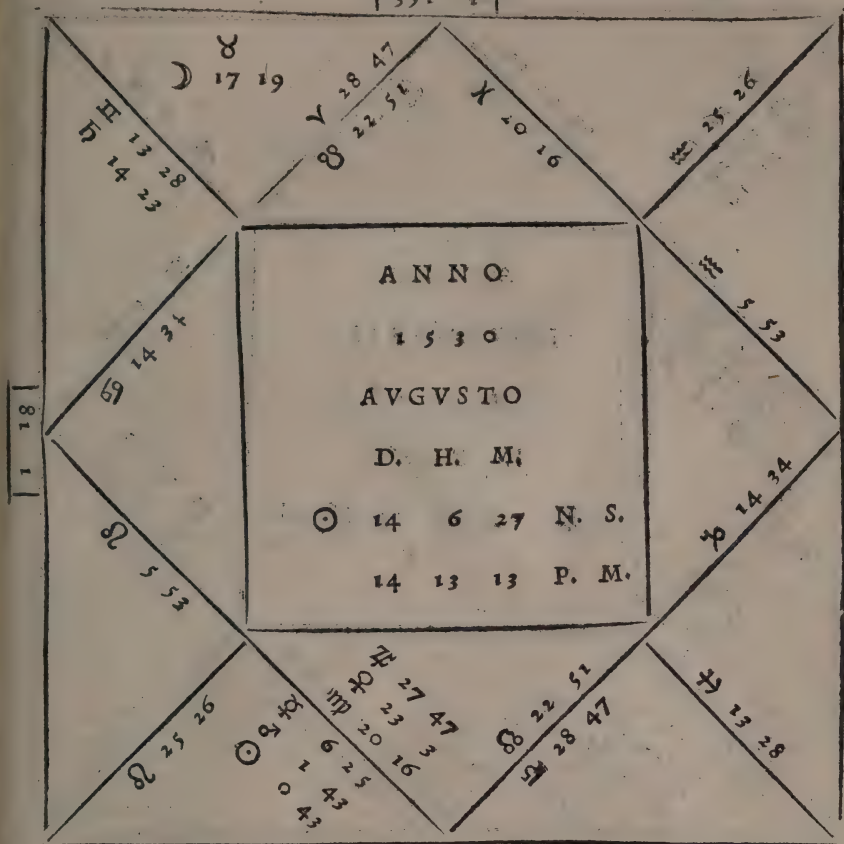 ♉
☽ 17 19
♈ 28 47
☋ 22 51
♓ 20 16
♒ 25 26
♊ 13 28
♄ 14 23
♒ 5 53
♋ 14 34
81 1
ANNO
1530
AVGVSTO
D. H. M.
☉ 14 6 27 N. S.
14 13 13 P. M.
♌ 5 53
♑ 14 34
♌ 25 26
27 47
23 3
♍ 20 16
☿ 6 25
♀ 1 43
☉ 0 43
☊ 22 51
♎ 28 47
13 28